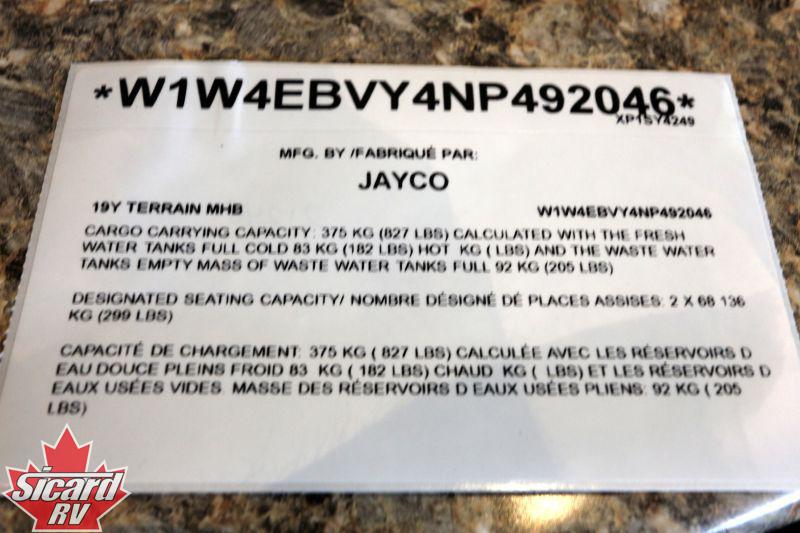 *W1W4EBVY4NP492046*
XP1SY4249
MFG. BY /FABRIQUÉ PAR:
JAYCO
19Y TERRAIN MHB W1W4EBVY4NP492046
CARGO CARRYING CAPACITY: 375 KG (827 LBS) CALCULATED WITH THE FRESH
WATER TANKS FULL COLD 83 KG (182 LBS) HOT KG ( LBS) AND THE WASTE WATER
TANKS EMPTY MASS OF WASTE WATER TANKS FULL 92 KG (205 LBS)
DESIGNATED SEATING CAPACITY/ NOMBRE DÉSIGNÉ DÉ PLACES ASSISES: 2 X 68 136
KG (299 LBS)
CAPACITÉ DE CHARGEMENT: 375 KG ( 827 LBS) CALCULÉE AVEC LES RÉSERVOIRS D
EAU DOUCE PLEINS FROID 83 KG ( 182 LBS) CHAUD KG ( LBS) ET LES RÉSERVOIRS D
EAUX USÉES VIDES. MASSE DES RÉSERVOIRS D EAUX USÉES PLIENS: 92 KG ( 205
LBS)
Sicard
RV